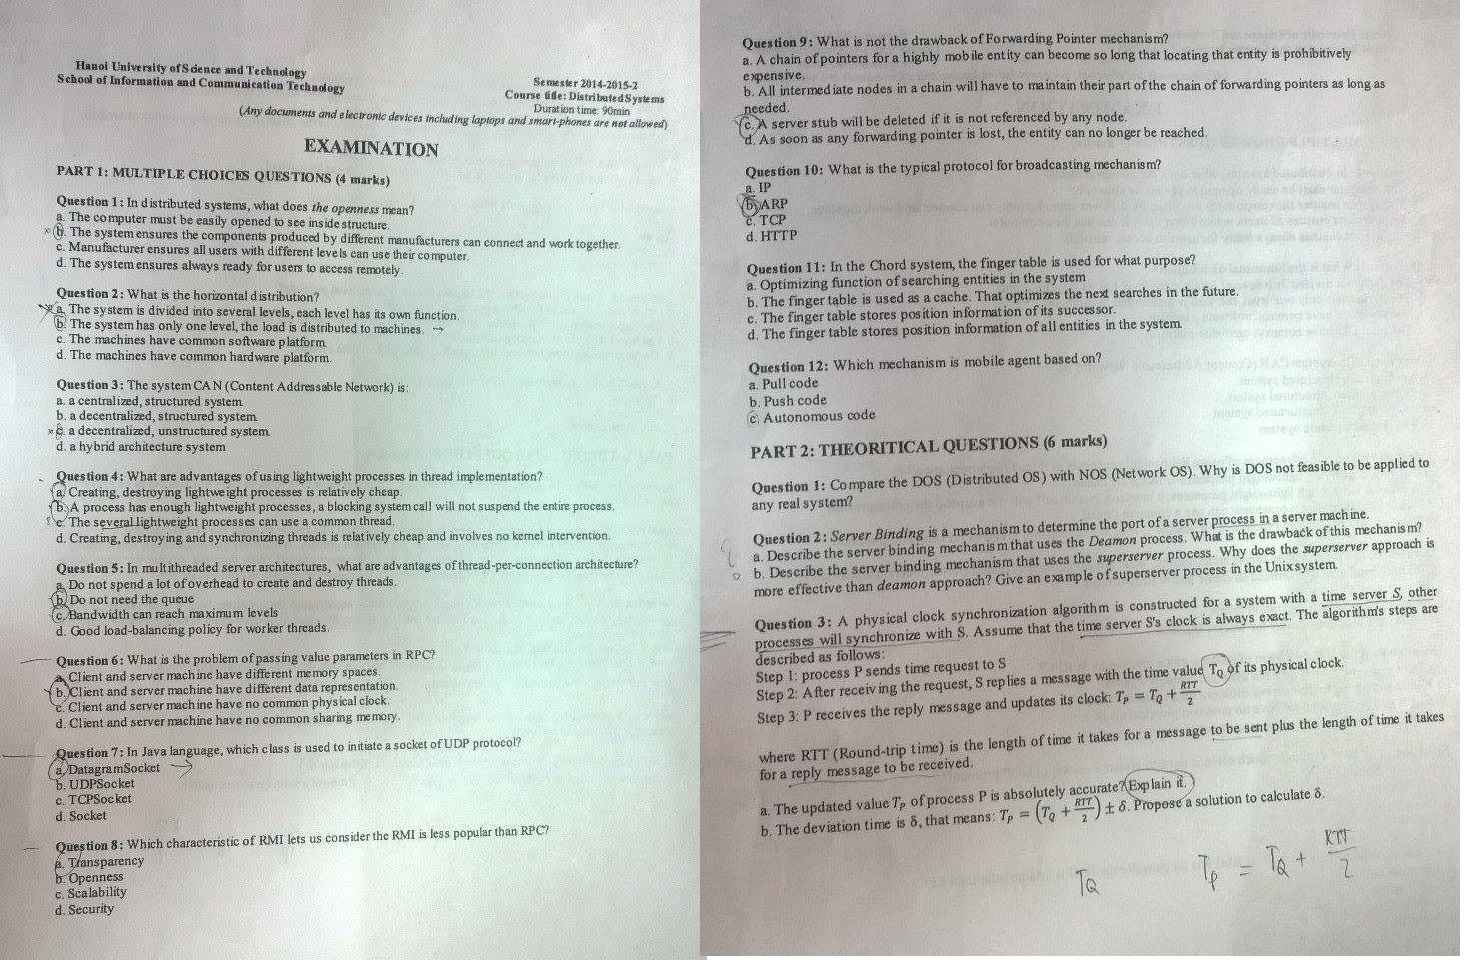 Hanoi University of Science and Technology
School of Information and Communication Technology
Semester 2014-2015-2
Course title: Distributed Systems
Duration time: 90min
(Any documents and electronic devices including laptops and smart-phones are not allowed)
EXAMINATION
PART 1: MULTIPLE CHOICES QUESTIONS (4 marks)
Question 1: In distributed systems, what does the openness mean?
a. The computer must be easily opened to see inside structure.
b. The system ensures the components produced by different manufacturers can connect and work together.
c. Manufacturer ensures all users with different levels can use their computer.
d. The system ensures always ready for users to access remotely.
Question 2: What is the horizontal distribution?
a. The system is divided into several levels, each level has its own function.
b. The system has only one level, the load is distributed to machines. →
c. The machines have common software platform
d. The machines have common hardware platform.
Question 3: The system CAN (Content Addressable Network) is:
a. a centralized, structured system
b. a decentralized, structured system
c. a decentralized, unstructured system
d. a hybrid architecture system
Question 4: What are advantages of using lightweight processes in thread implementation?
a. Creating, destroying lightweight processes is relatively cheap.
b. A process has enough lightweight processes, a blocking system call will not suspend the entire process.
? c. The several lightweight processes can use a common thread.
d. Creating, destroying and synchronizing threads is relatively cheap and involves no kernel intervention.
Question 5: In multithreaded server architectures, what are advantages of thread-per-connection architecture?
a. Do not spend a lot of overhead to create and destroy threads.
b. Do not need the queue
c. Bandwidth can reach maximum levels
d. Good load-balancing policy for worker threads.
Question 6: What is the problem of passing value parameters in RPC?
a. Client and server machine have different memory spaces.
b. Client and server machine have different data representation.
c. Client and server machine have no common physical clock.
d. Client and server machine have no common sharing memory.
Question 7: In Java language, which class is used to initiate a socket of UDP protocol?
a. DatagramSocket →
b. UDPSocket
c. TCPSocket
d. Socket
Question 8: Which characteristic of RMI lets us consider the RMI is less popular than RPC?
a. Transparency
b. Openness
c. Scalability
d. Security
Question 9: What is not the drawback of Forwarding Pointer mechanism?
a. A chain of pointers for a highly mobile entity can become so long that locating that entity is prohibitively
expensive.
b. All intermediate nodes in a chain will have to maintain their part of the chain of forwarding pointers as long as
needed.
c. A server stub will be deleted if it is not referenced by any node.
d. As soon as any forwarding pointer is lost, the entity can no longer be reached.
Question 10: What is the typical protocol for broadcasting mechanism?
a. IP
b. ARP
c. TCP
d. HTTP
Question 11: In the Chord system, the finger table is used for what purpose?
a. Optimizing function of searching entities in the system
b. The finger table is used as a cache. That optimizes the next searches in the future.
c. The finger table stores position information of its successor.
d. The finger table stores position information of all entities in the system
Question 12: Which mechanism is mobile agent based on?
a. Pull code
b. Push code
c. Autonomous code
PART 2: THEORITICAL QUESTIONS (6 marks)
Question 1: Compare the DOS (Distributed OS) with NOS (Network OS). Why is DOS not feasible to be applied to
any real system?
Question 2: Server Binding is a mechanism to determine the port of a server process in a server machine.
a. Describe the server binding mechanism that uses the Deamon process. What is the drawback of this mechanism?
b. Describe the server binding mechanism that uses the superserver process. Why does the superserver approach is
more effective than deamon approach? Give an example of superserver process in the Unix system
Question 3: A physical clock synchronization algorithm is constructed for a system with a time server S, other
processes will synchronize with S. Assume that the time server S's clock is always exact. The algorithm's steps are
described as follows:
Step 1: process P sends time request to S
Step 2: After receiving the request, S replies a message with the time value T_Q of its physical clock.
Step 3: P receives the reply message and updates its clock: T_P = T_Q + RTT/2
where RTT (Round-trip time) is the length of time it takes for a message to be sent plus the length of time it takes
for a reply message to be received.
a. The updated value T_P of process P is absolutely accurate? Explain it.
b. The deviation time is δ, that means: T_P = (T_Q + RTT/2) ± δ. Propose a solution to calculate δ.
T_Q
T_p = T_Q + RTT/2